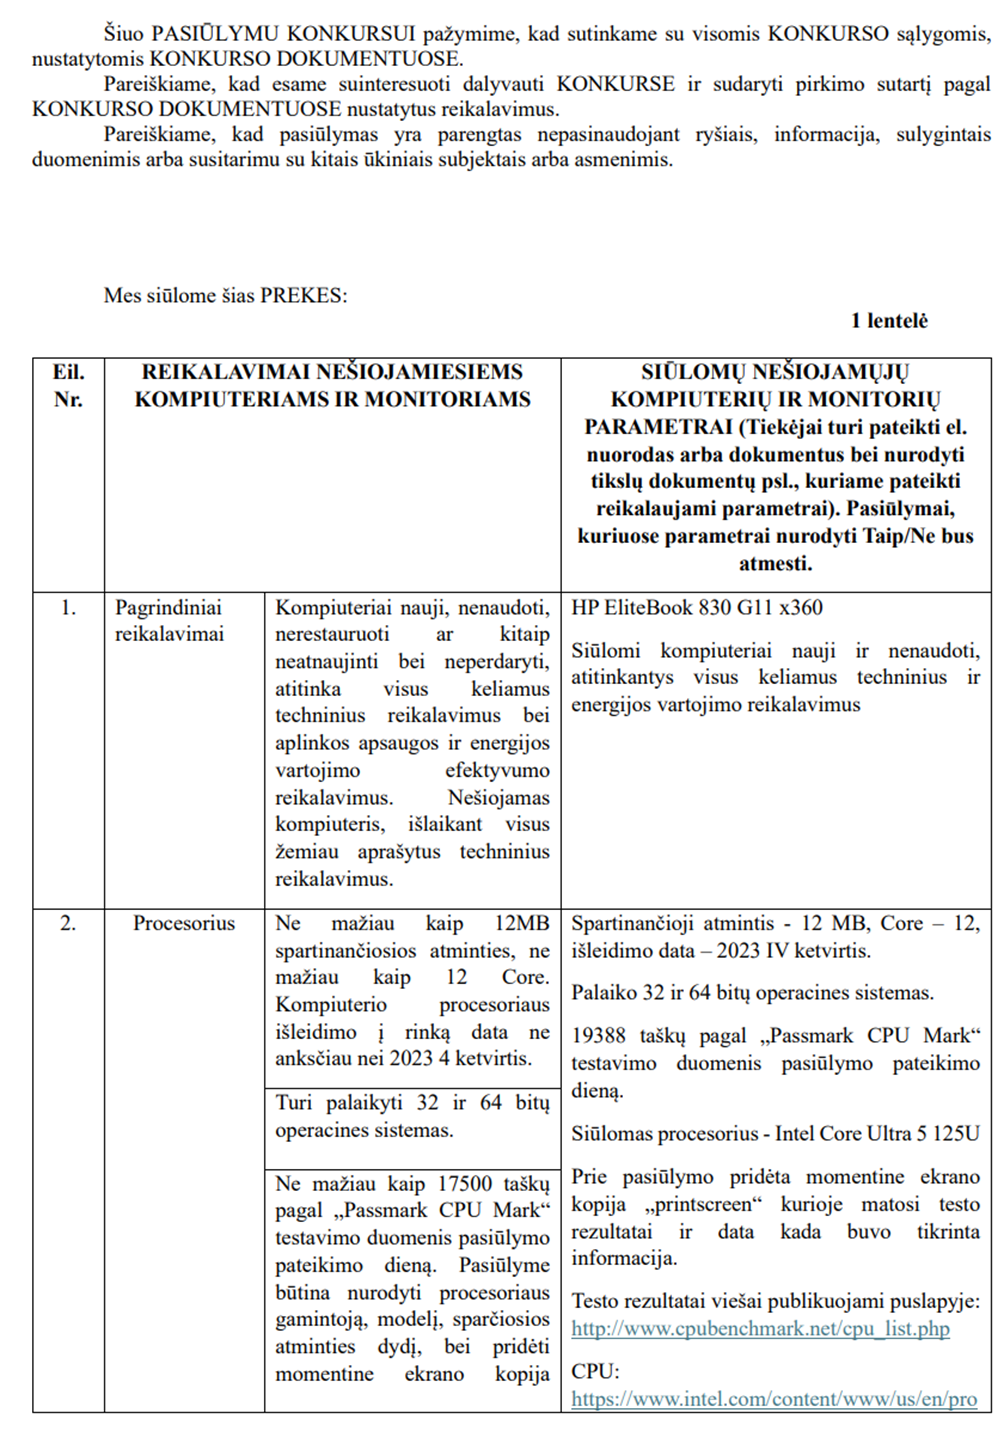 Šiuo PASIŪLYMU KONKURSUI pažymime, kad sutinkame su visomis KONKURSO sąlygomis,
nustatytomis KONKURSO DOKUMENTUOSE.
Pareiškiame, kad esame suinteresuoti dalyvauti KONKURSE ir sudaryti pirkimo sutartį pagal
KONKURSO DOKUMENTUOSE nustatytus reikalavimus.
Pareiškiame, kad pasiūlymas yra parengtas nepasinaudojant ryšiais, informacija, sulygintais
duomenimis arba susitarimu su kitais ūkiniais subjektais arba asmenimis.
Mes siūlome šias PREKES:
1 lentelė
Eil.
Nr.
REIKALAVIMAI NEŠIOJAMIESIEMS
KOMPIUTERIAMS IR MONITORIAMS
SIŪLOMŲ NEŠIOJAMŲJŲ
KOMPIUTERIŲ IR MONITORIŲ
PARAMETRAI (Tiekėjai turi pateikti el.
nuorodas arba dokumentus bei nurodyti
tikslų dokumentų psl., kuriame pateikti
reikalaujami parametrai). Pasiūlymai,
kuriuose parametrai nurodyti Taip/Ne bus
atmesti.
1.
Pagrindiniai
reikalavimai
Kompiuteriai nauji, nenaudoti,
nerestauruoti ar kitaip
neatnaujinti bei neperdaryti,
atitinka visus keliamus
techninius reikalavimus bei
aplinkos apsaugos ir energijos
vartojimo efektyvumo
reikalavimus. Nešiojamas
kompiuteris, išlaikant visus
žemiau aprašytus techninius
reikalavimus.
HP EliteBook 830 G11 x360
Siūlomi kompiuteriai nauji ir nenaudoti,
atitinkantys visus keliamus techninius ir
energijos vartojimo reikalavimus
2.
Procesorius
Ne mažiau kaip 12MB
spartinančiosios atminties, ne
mažiau kaip 12 Core.
Kompiuterio procesoriaus
išleidimo į rinką data ne
anksčiau nei 2023 4 ketvirtis.
Turi palaikyti 32 ir 64 bitų
operacines sistemas.
Ne mažiau kaip 17500 taškų
pagal „Passmark CPU Mark“
testavimo duomenis pasiūlymo
pateikimo dieną. Pasiūlyme
būtina nurodyti procesoriaus
gamintoją, modelį, sparčiosios
atminties dydį, bei pridėti
momentine ekrano kopija
Spartinančioji atmintis - 12 MB, Core – 12,
išleidimo data – 2023 IV ketvirtis.
Palaiko 32 ir 64 bitų operacines sistemas.
19388 taškų pagal „Passmark CPU Mark“
testavimo duomenis pasiūlymo pateikimo
dieną.
Siūlomas procesorius - Intel Core Ultra 5 125U
Prie pasiūlymo pridėta momentine ekrano
kopija „printscreen“ kurioje matosi testo
rezultatai ir data kada buvo tikrinta
informacija.
Testo rezultatai viešai publikuojami puslapyje:
http://www.cpubenchmark.net/cpu_list.php
CPU:
https://www.intel.com/content/www/us/en/pro